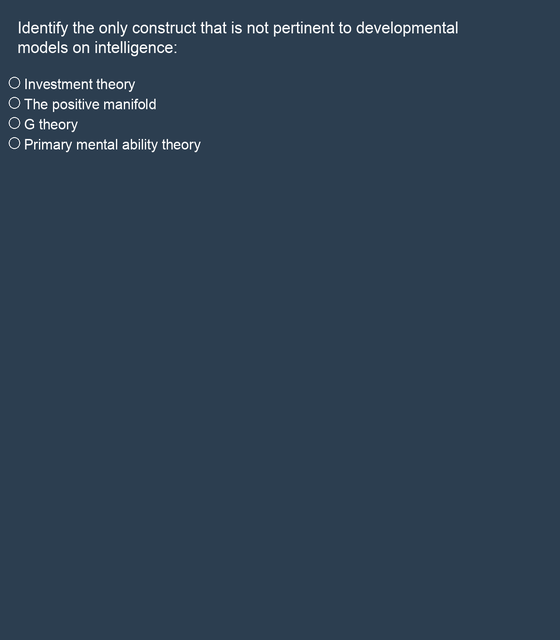 Identify the only construct that is not pertinent to developmental
models on intelligence:
Investment theory
The positive manifold
G theory
Primary mental ability theory